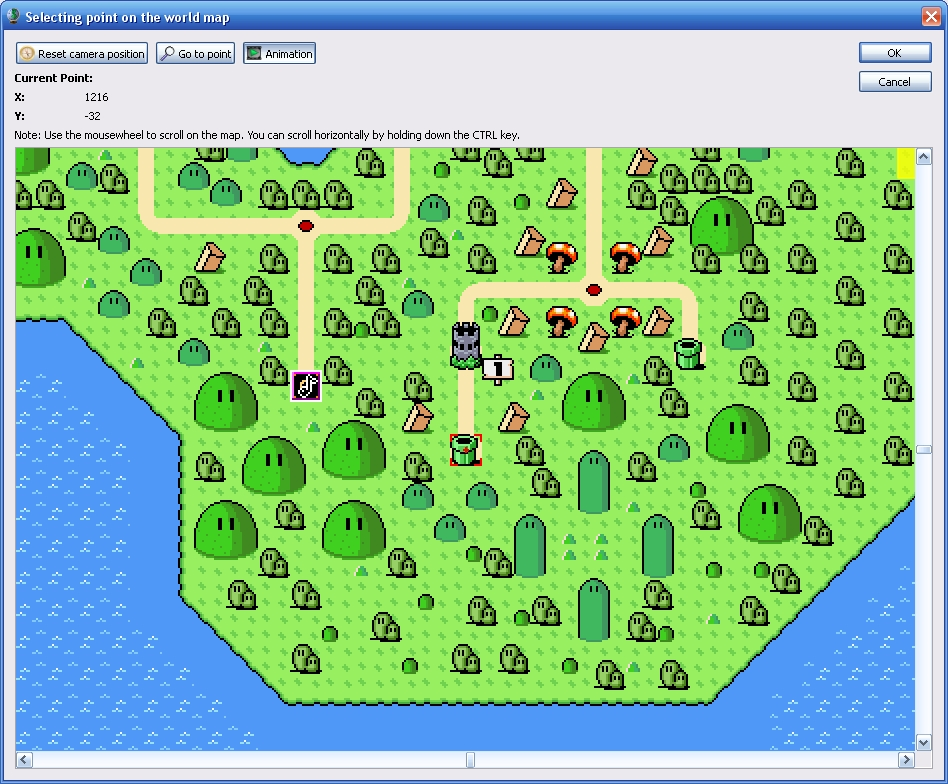 Selecting point on the world map
Reset camera position Go to point Animation OK
Current Point: Cancel
X: 1216
Y: -32
Note: Use the mousewheel to scroll on the map. You can scroll horizontally by holding down the CTRL key.
1